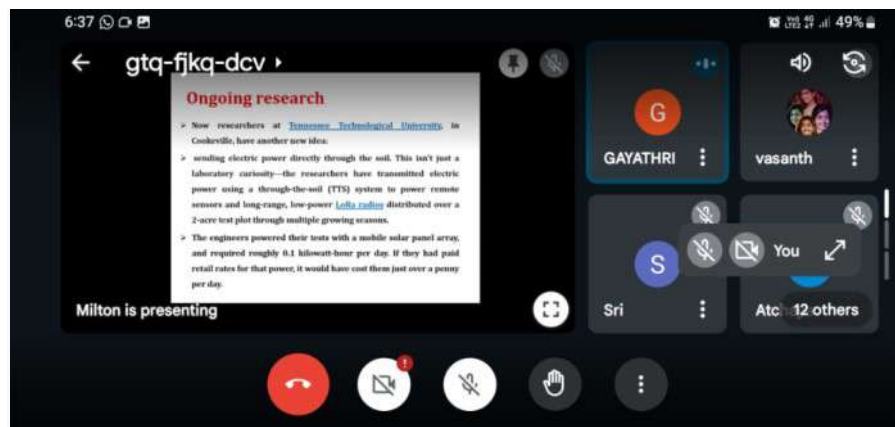 6:37
Vo))
LTE2
4G
49%
gtq-fjkq-dcv
Ongoing research
Now researchers at Tennessee Technological University, in
Cookeville, have another new idea:
sending electric power directly through the soil. This isn't just a
laboratory curiosity—the researchers have transmitted electric
power using a through-the-soil (TTS) system to power remote
sensors and long-range, low-power LoRa radios distributed over a
2-acre test plot through multiple growing seasons.
The engineers powered their tests with a mobile solar panel array,
and required roughly 0.1 kilowatt-hour per day. If they had paid
retail rates for that power, it would have cost them just over a penny
per day.
Milton is presenting
G
GAYATHRI
vasanth
S
Sri
You
Atc
12 others
!